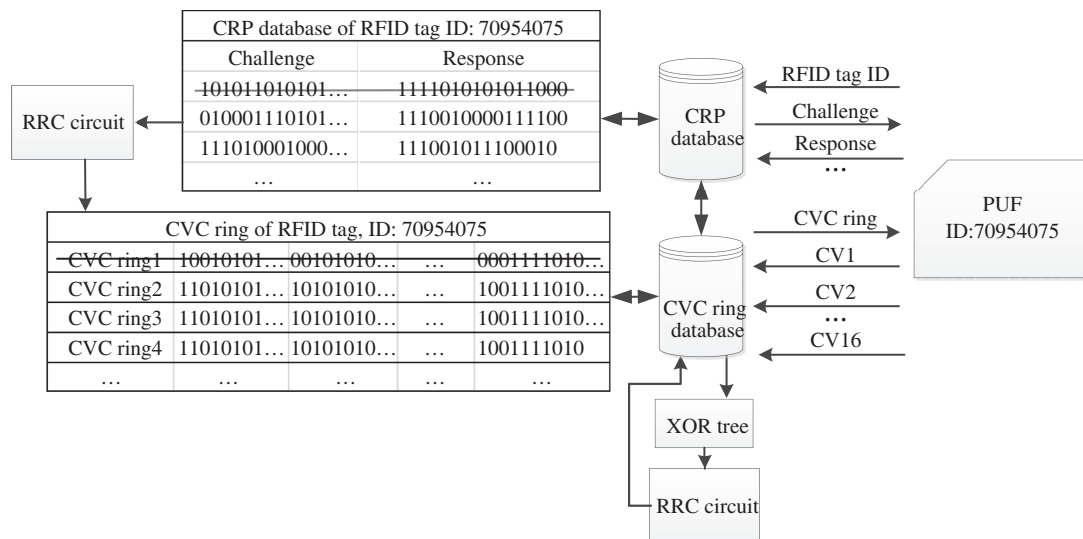 CRP database of RFID tag ID: 70954075
Challenge Response
101011010101… 1111010101011000
010001110101… 1110010000111100
111010001000… 111001011100010
… …
RRC circuit
CVC ring of RFID tag, ID: 70954075
CVC ring1 10010101… 00101010… … 0001111010…
CVC ring2 11010101… 10101010… … 1001111010…
CVC ring3 11010101… 10101010… … 1001111010…
CVC ring4 11010101… 10101010… … 1001111010
… … … … …
CRP
database
CVC ring
database
XOR tree
RRC circuit
RFID tag ID
Challenge
Response
…
CVC ring
CV1
CV2
…
CV16
PUF
ID:70954075